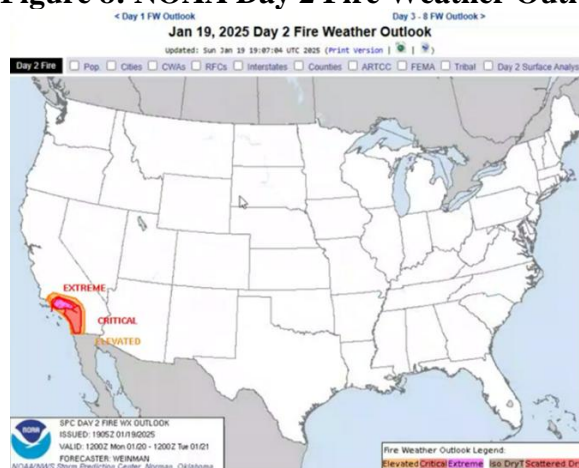 Figure 8: NOAA Day 2 Fire Weather Outl
< Day 1 FW Outlook Day 3 - 8 FW Outlook >
Jan 19, 2025 Day 2 Fire Weather Outlook
Updated: Sun Jan 19 19:07:04 UTC 2025 (Print Version | | )
Day 2 Fire Pop. Cities CWAs RFCs Interstates Counties ARTCC FEMA Tribal Day 2 Surface Analys
EXTREME
CRITICAL
ELEVATED
NOAA
SPC DAY 2 FIRE WX OUTLOOK
ISSUED: 1905Z 01/19/2025
VALID: 1200Z Mon 01/20 - 1200Z Tue 01/21
FORECASTER: WEINMAN
NOAA/NWS Storm Prediction Center, Norman, Oklahoma
Fire Weather Outlook Legend:
Elevated Critical Extreme Iso DryT Scattered Dr